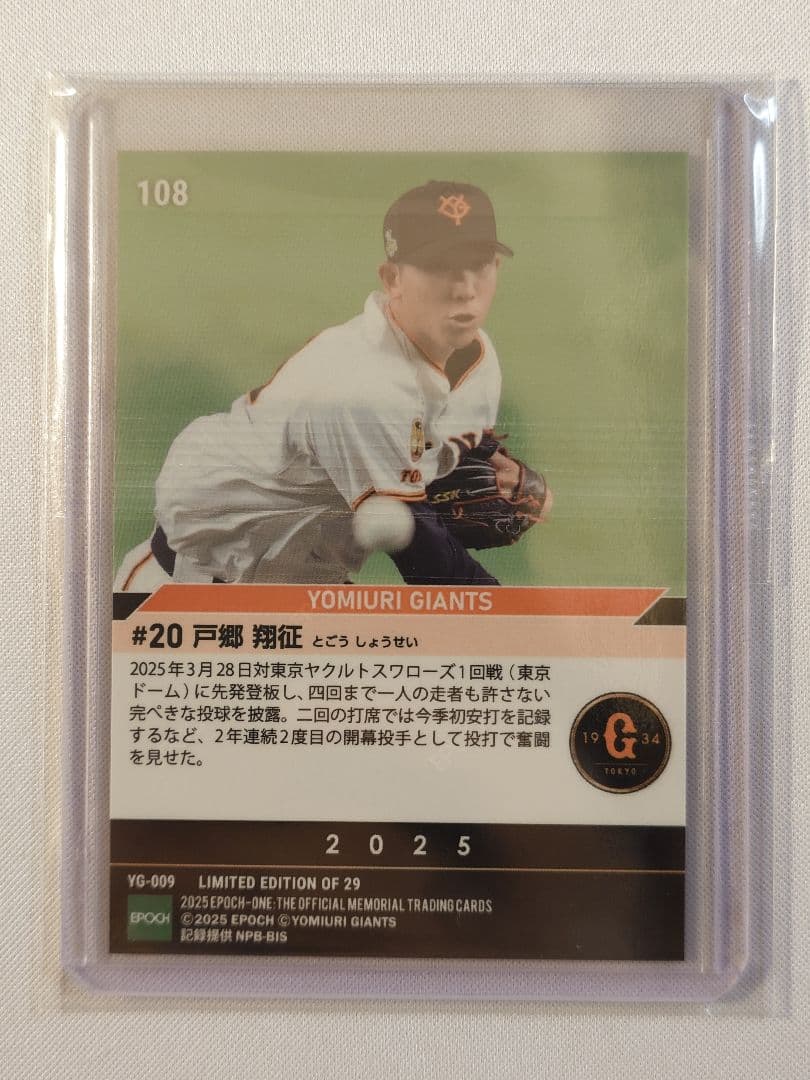 108
YG
TO
SSK
YOMIURI GIANTS
#20 戸郷 翔征 とごう しょうせい
2025年3月28日対東京ヤクルトスワローズ1回戦（東京
ドーム）に先発登板し、四回まで一人の走者も許さない
完ぺきな投球を披露。二回の打席では今季初安打を記録
するなど、2年連続2度目の開幕投手として投打で奮闘
を見せた。
19 G 34
TOKYO
2025
YG-009 LIMITED EDITION OF 29
EPOCH
2025 EPOCH-ONE:THE OFFICIAL MEMORIAL TRADING CARDS
©2025 EPOCH ©YOMIURI GIANTS
記録提供 NPB-BIS